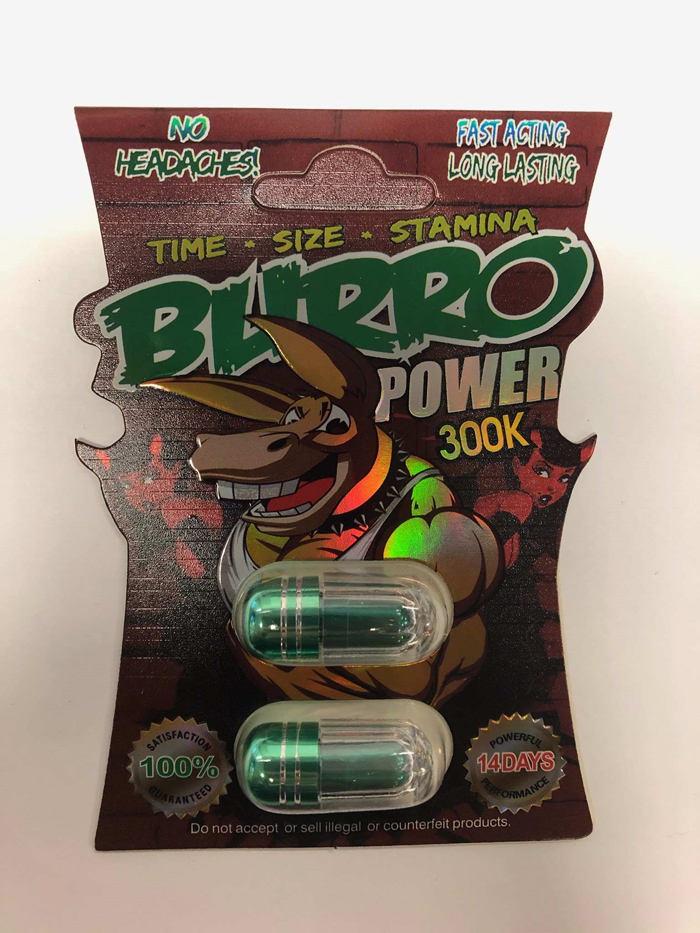 NO
HEADACHES!
FAST ACTING
LONG LASTING
TIME • SIZE • STAMINA
BURRO
POWER
300K
SATISFACTION
100%
GUARANTEED
POWERFUL
14DAYS
PERFORMANCE
Do not accept or sell illegal or counterfeit products.